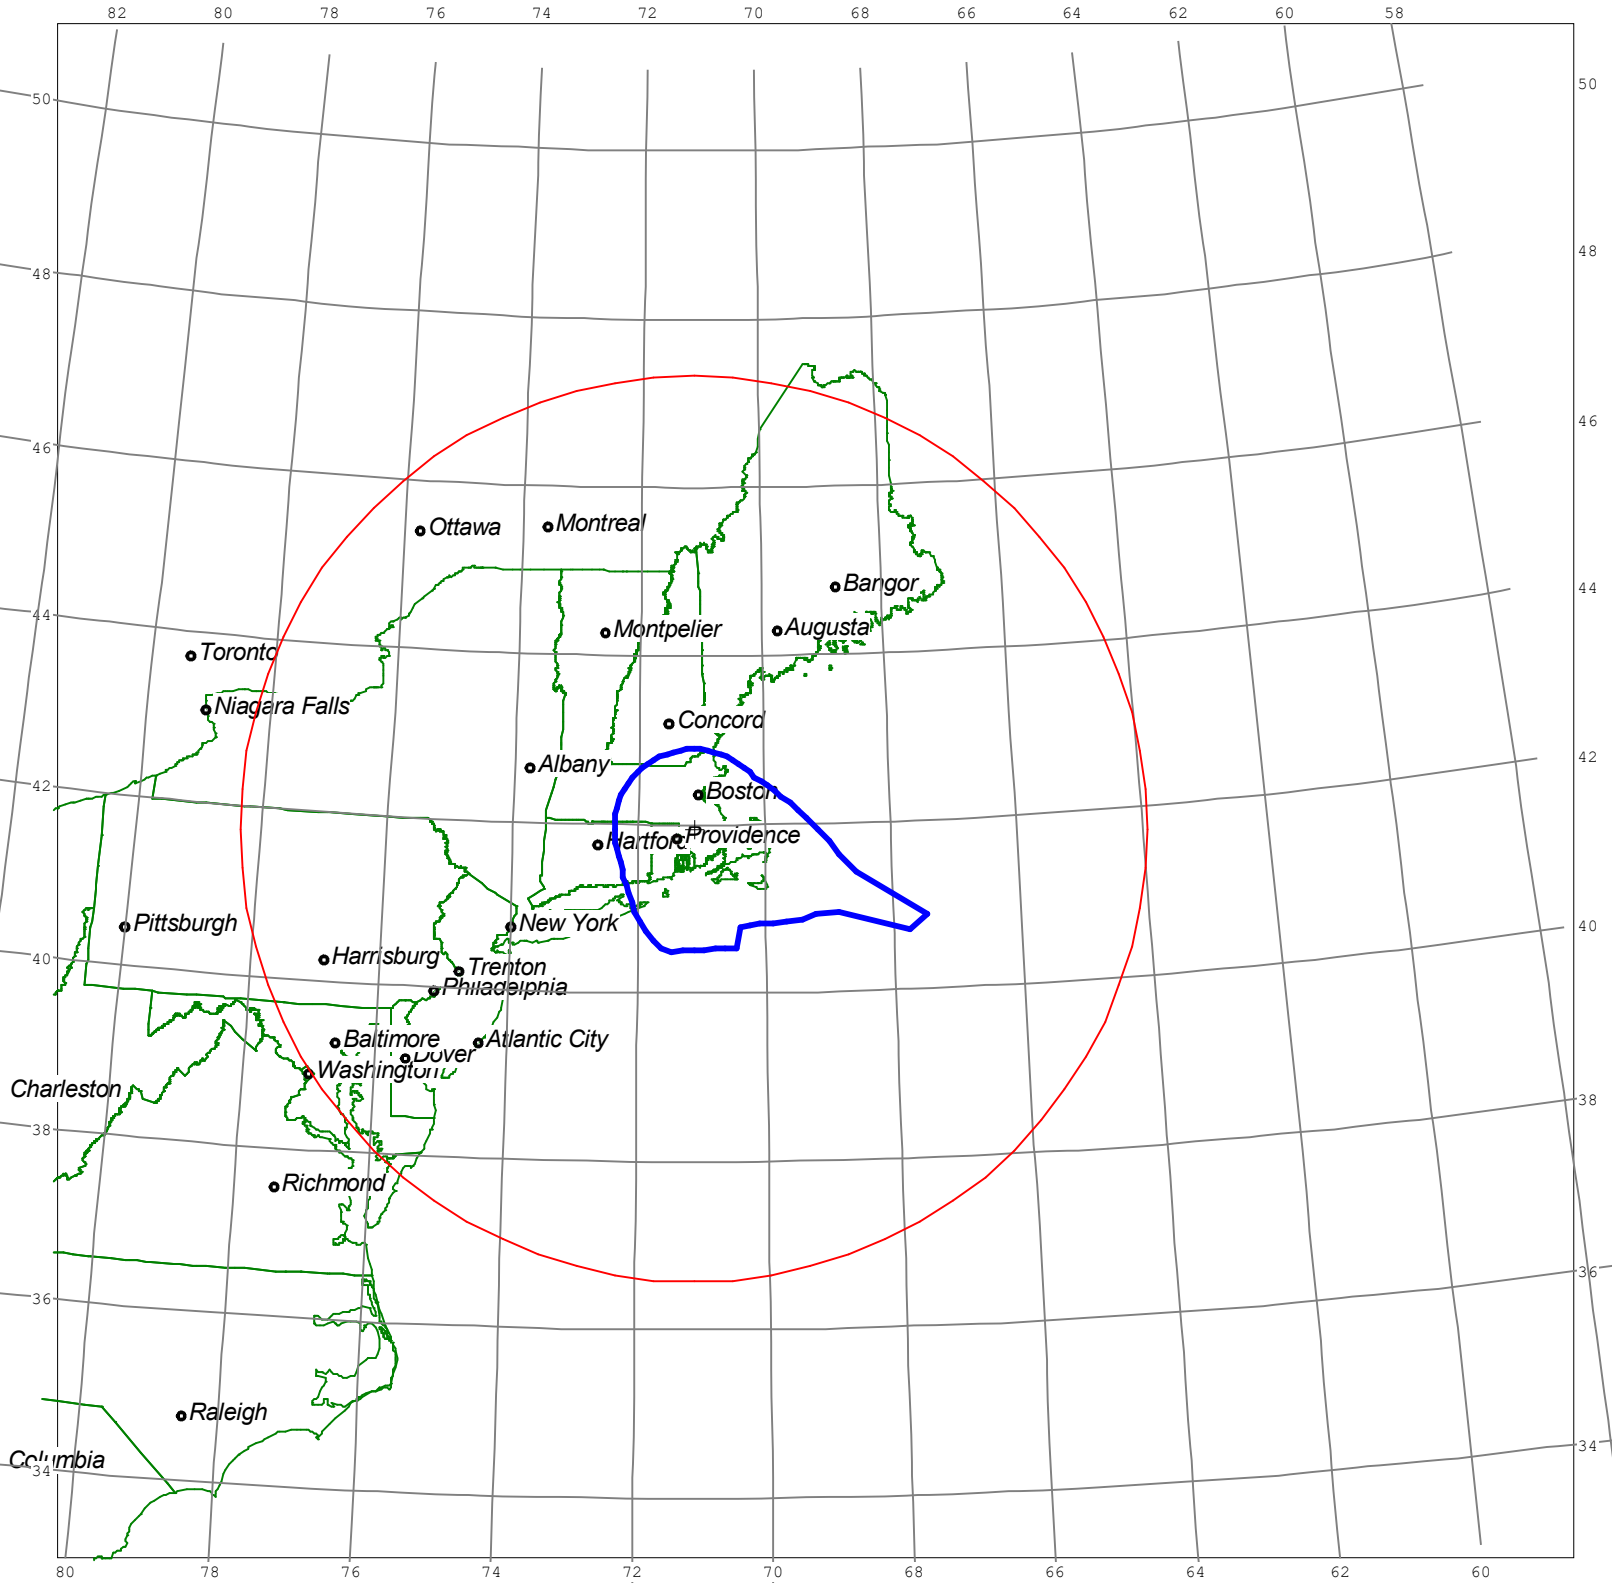 82 80 78 76 74 72 70 68 66 64 62 60 58
50 50
48 48
46 46
Ottawa Montreal
Bangor
44 44
Montpelier Augusta
Toronto
Niagara Falls Concord
Albany
42 42
Boston
Hartford Providence
Pittsburgh New York
40
Harrisburg
40 Trenton
Philadelphia
Baltimore Atlantic City
Dover
Washington
Charleston
38
38
Richmond
36
36
Raleigh
34
Columbia
34
80 78 76 74 72 70 68 66 64 62 60